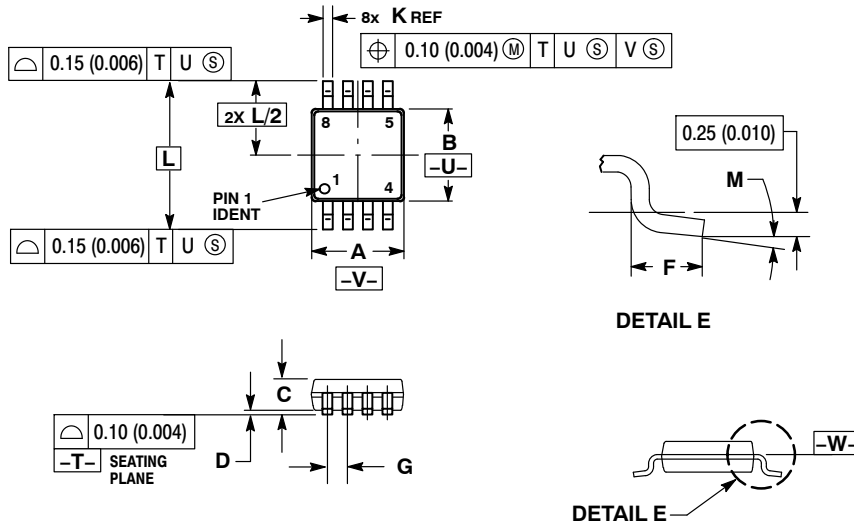 8x K REF
⌖ 0.10 (0.004) Ⓜ T U Ⓢ V Ⓢ
⌓ 0.15 (0.006) T U Ⓢ
2X L/2
8 5
B
–U–
L
1
4
PIN 1
IDENT
⌓ 0.15 (0.006) T U Ⓢ
A
–V–
0.25 (0.010)
M
F
DETAIL E
C
⌓ 0.10 (0.004)
–T– SEATING
PLANE
D
G
–W–
DETAIL E